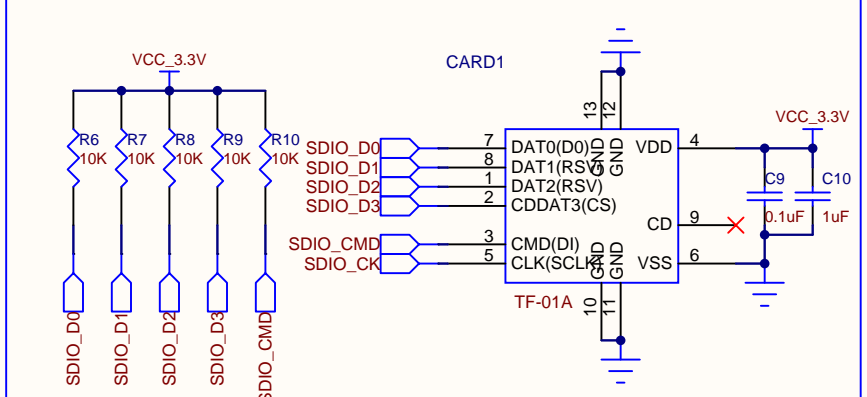 VCC_3.3V
R6
10K
R7
10K
R8
10K
R9
10K
R10
10K
SDIO_D0
SDIO_D1
SDIO_D2
SDIO_D3
SDIO_CMD
CARD1
SDIO_D0
SDIO_D1
SDIO_D2
SDIO_D3
SDIO_CMD
SDIO_CK
7
8
1
2
3
5
13
12
DAT0(D0)
DAT1(RSV)
DAT2(RSV)
CDDAT3(CS)
CMD(DI)
CLK(SCLK)
GND
GND
GND
GND
VDD
CD
VSS
4
9
6
TF-01A
10
11
VCC_3.3V
C9
0.1uF
C10
1uF